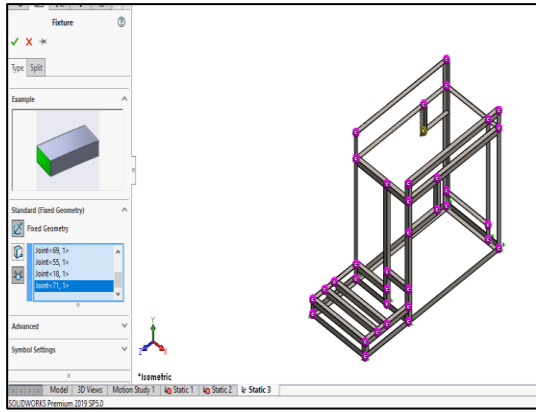 Fixture
Type Split
Example
Standard (Fixed Geometry)
Fixed Geometry
Joint<69, 1>
Joint<55, 1>
Joint<18, 1>
Joint<71, 1>
Advanced
Symbol Settings
Y
Z X
*Isometric
Model 3D Views Motion Study 1 Static 1 Static 2 Static 3
SOLIDWORKS Premium 2019 SP5.0